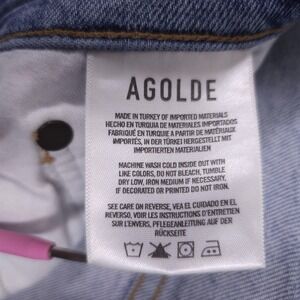 AGOLDE
MADE IN TURKEY OF IMPORTED MATERIALS
HECHO EN TURQUIA DE MATERIALES IMPORTADOS
FABRIQUÉ EN TURQUIE A PARTIR DE MATÉRIAUX
IMPORTÉS, IN DER TÜRKEI HERGESTELLT MIT
IMPORTIERTEN MATERIALIEN
MACHINE WASH COLD INSIDE OUT WITH
LIKE COLORS, DO NOT BLEACH, TUMBLE
DRY LOW, IRON MEDIUM IF NECESSARY,
IF DECORATED OR PRINTED DO NOT IRON.
SEE CARE ON REVERSE, VEA EL CUIDADO EN EL
REVERSO, VOIR LES INSTRUCTIONS D'ENTRETIEN
SUR LE REVERS, PFLEGEANLEITUNG AUF DER
RÜCKSEITE